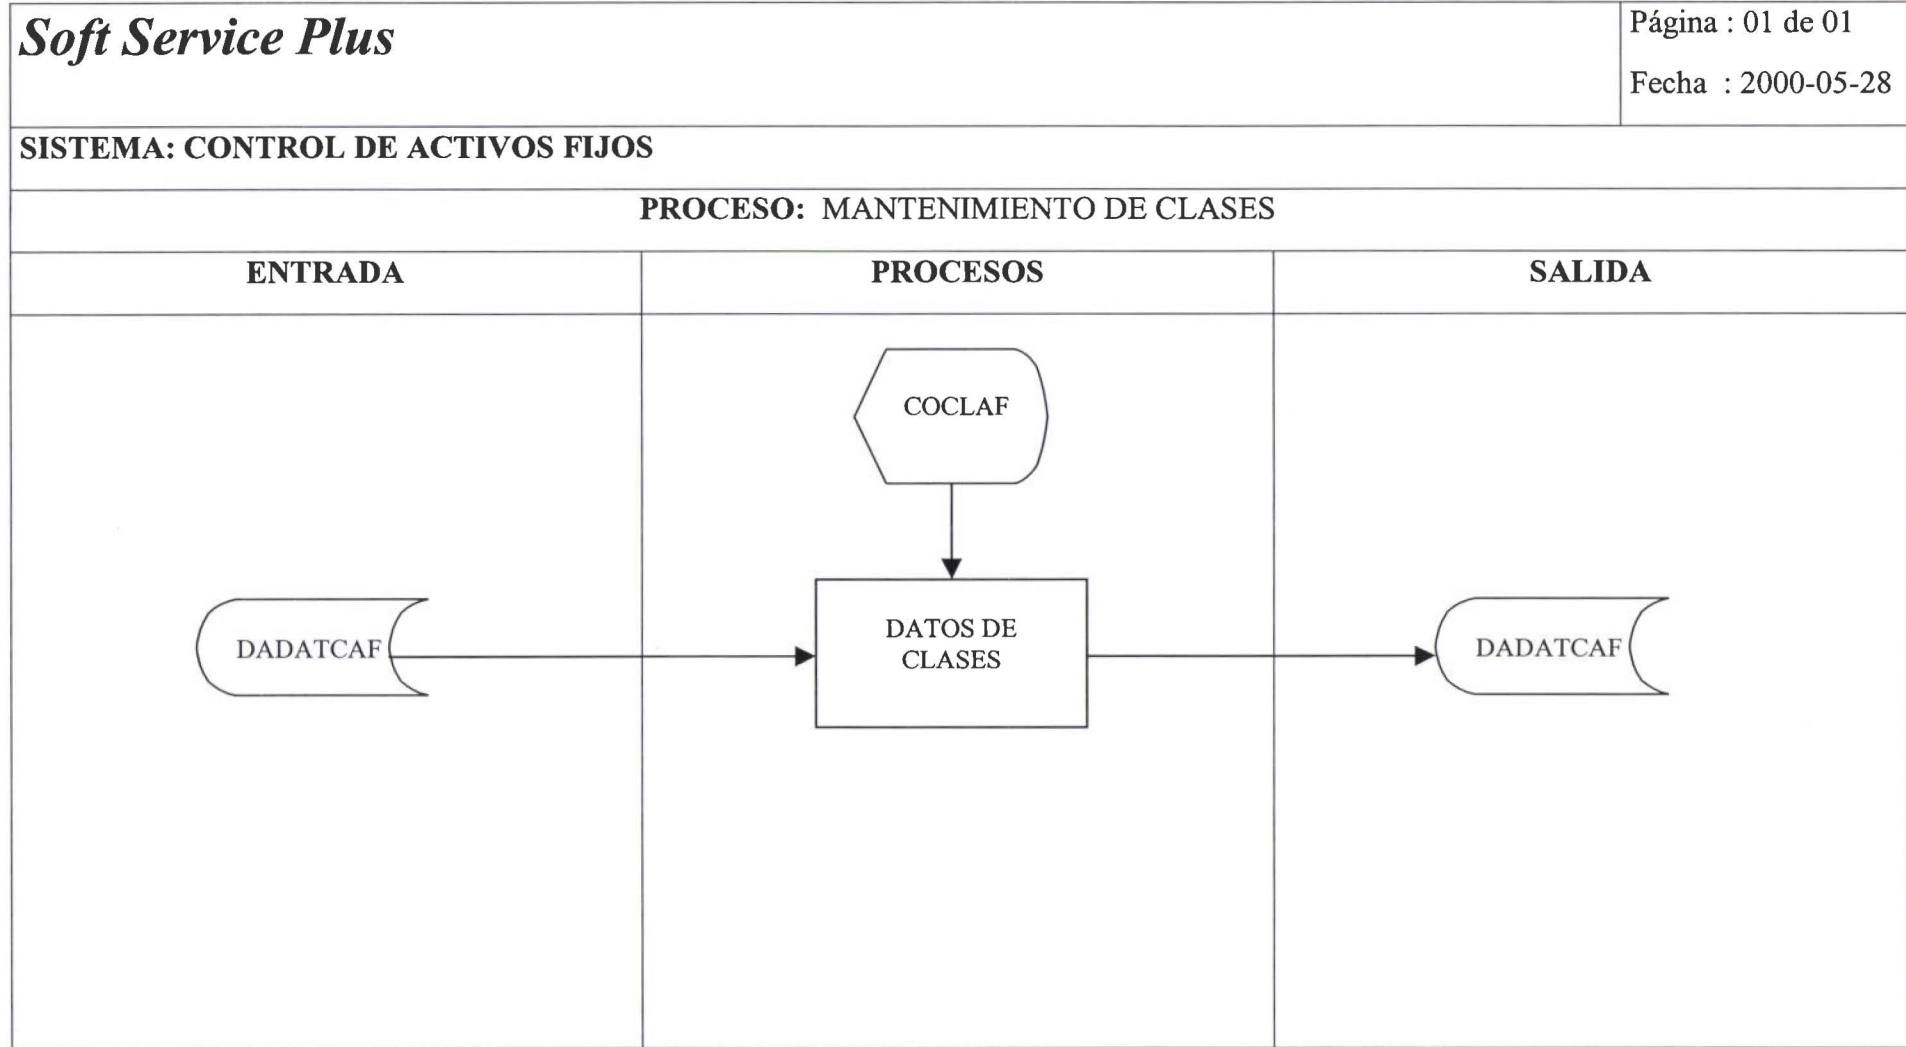 Soft Service Plus
Página : 01 de 01
Fecha : 2000-05-28
SISTEMA: CONTROL DE ACTIVOS FIJOS
PROCESO: MANTENIMIENTO DE CLASES
ENTRADA
PROCESOS
SALIDA
COCLAF
DADATCAF
DATOS DE
CLASES
DADATCAF